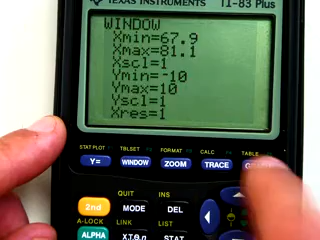 TEXAS INSTRUMENTS TI-83 Plus
WINDOW
Xmin=67.9
Xmax=81.1
Xscl=1
Ymin=-10
Ymax=10
Yscl=1
Xres=1
STAT PLOT TBLSET FORMAT CALC TABLE
Y= WINDOW ZOOM TRACE
QUIT INS
2nd MODE DEL
A-LOCK LINK LIST
ALPHA X,T,θ,n STAT